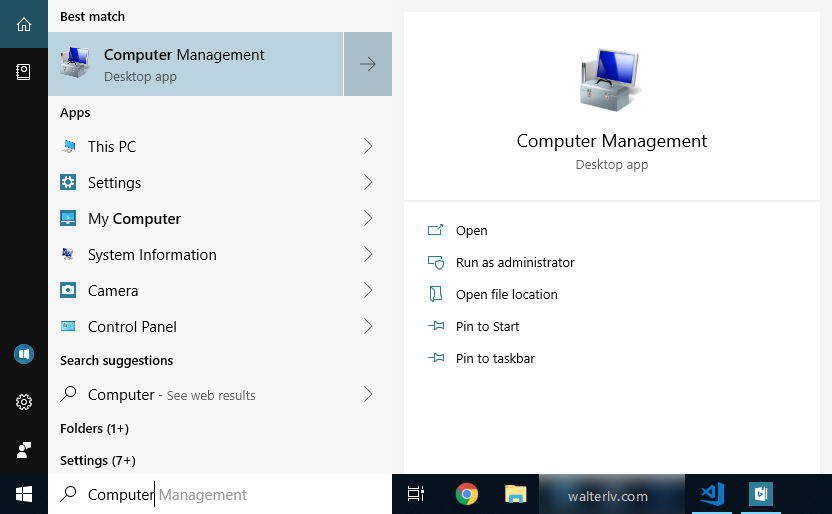 Best match
Computer Management
Desktop app
Apps
This PC
Settings
My Computer
System Information
Camera
Control Panel
Search suggestions
Computer - See web results
Folders (1+)
Settings (7+)
Computer Management
Computer Management
Desktop app
Open
Run as administrator
Open file location
Pin to Start
Pin to taskbar
walterlv.com